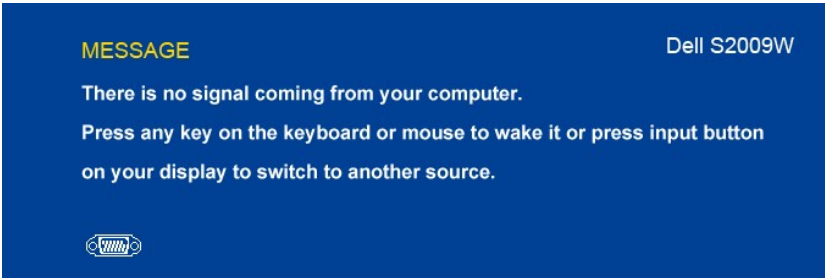 MESSAGE
Dell S2009W
There is no signal coming from your computer.
Press any key on the keyboard or mouse to wake it or press input button
on your display to switch to another source.